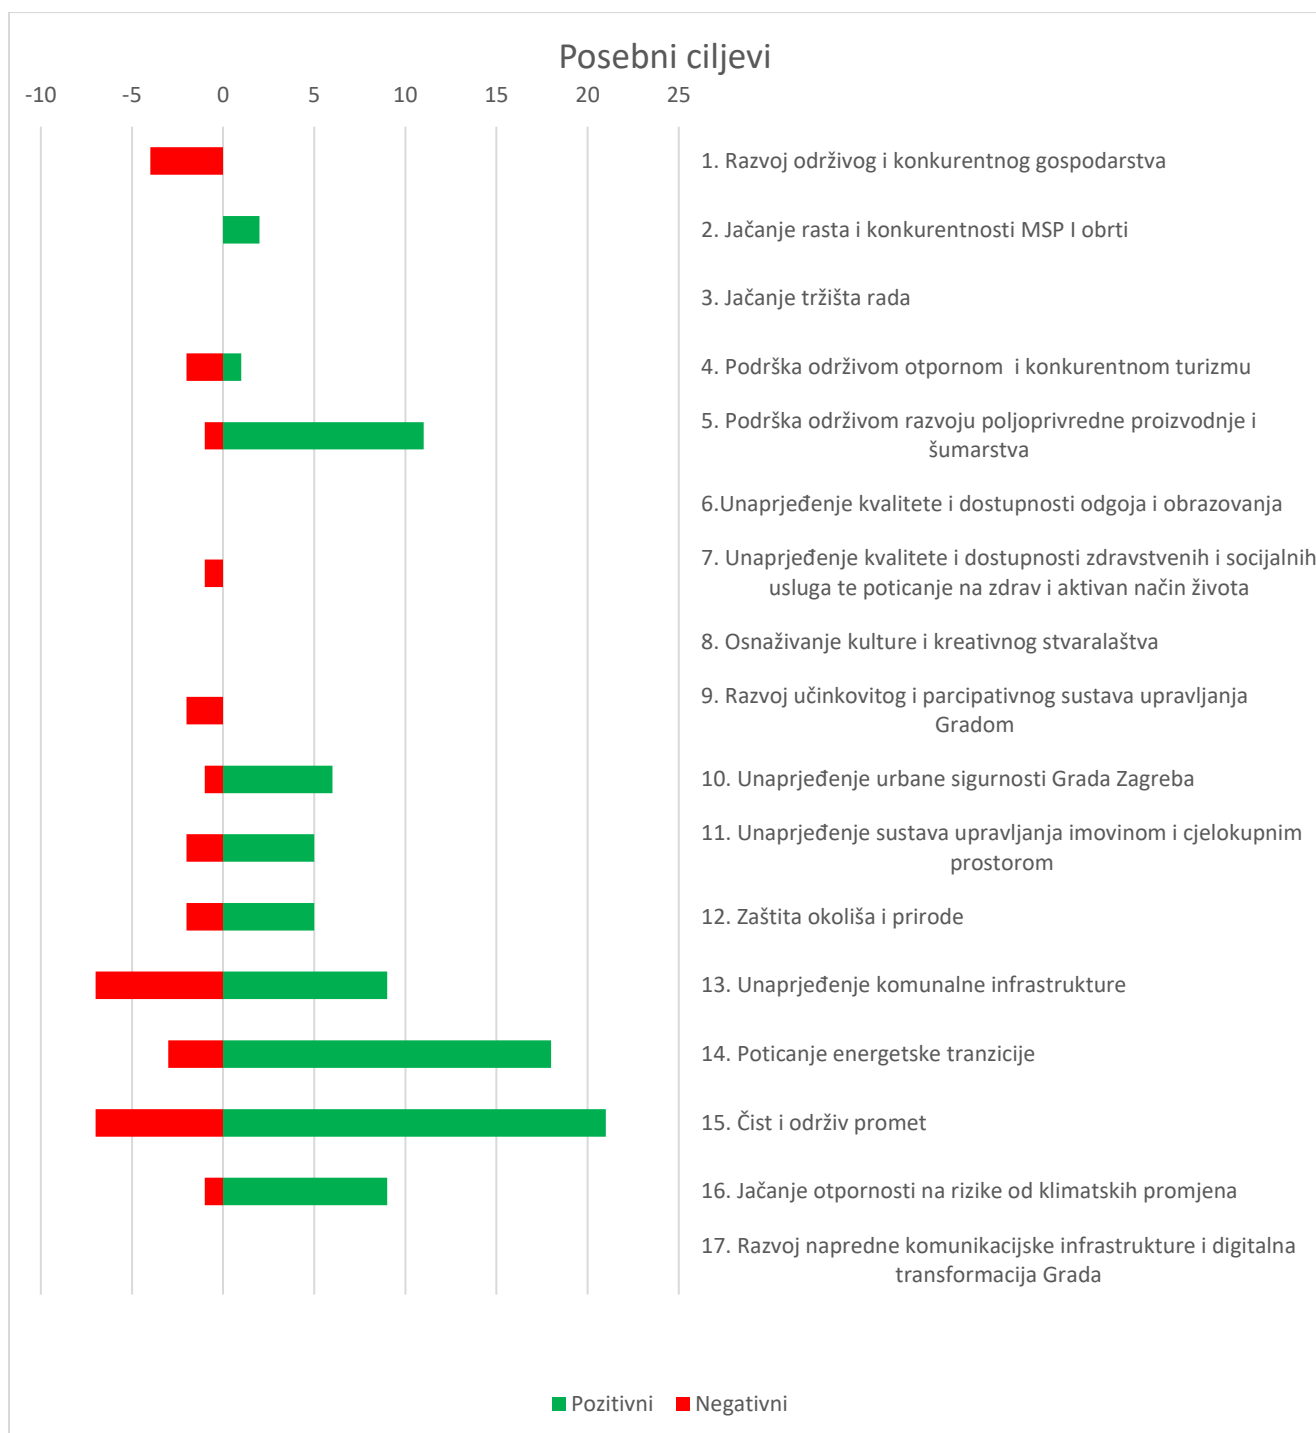 Posebni ciljevi
-10 -5 0 5 10 15 20 25
1. Razvoj održivog i konkurentnog gospodarstva
2. Jačanje rasta i konkurentnosti MSP I obrti
3. Jačanje tržišta rada
4. Podrška održivom otpornom  i konkurentnom turizmu
5. Podrška održivom razvoju poljoprivredne proizvodnje i
šumarstva
6.Unaprjeđenje kvalitete i dostupnosti odgoja i obrazovanja
7. Unaprjeđenje kvalitete i dostupnosti zdravstvenih i socijalnih
usluga te poticanje na zdrav i aktivan način života
8. Osnaživanje kulture i kreativnog stvaralaštva
9. Razvoj učinkovitog i parcipativnog sustava upravljanja
Gradom
10. Unaprjeđenje urbane sigurnosti Grada Zagreba
11. Unaprjeđenje sustava upravljanja imovinom i cjelokupnim
prostorom
12. Zaštita okoliša i prirode
13. Unaprjeđenje komunalne infrastrukture
14. Poticanje energetske tranzicije
15. Čist i održiv promet
16. Jačanje otpornosti na rizike od klimatskih promjena
17. Razvoj napredne komunikacijske infrastrukture i digitalna
transformacija Grada
Pozitivni Negativni